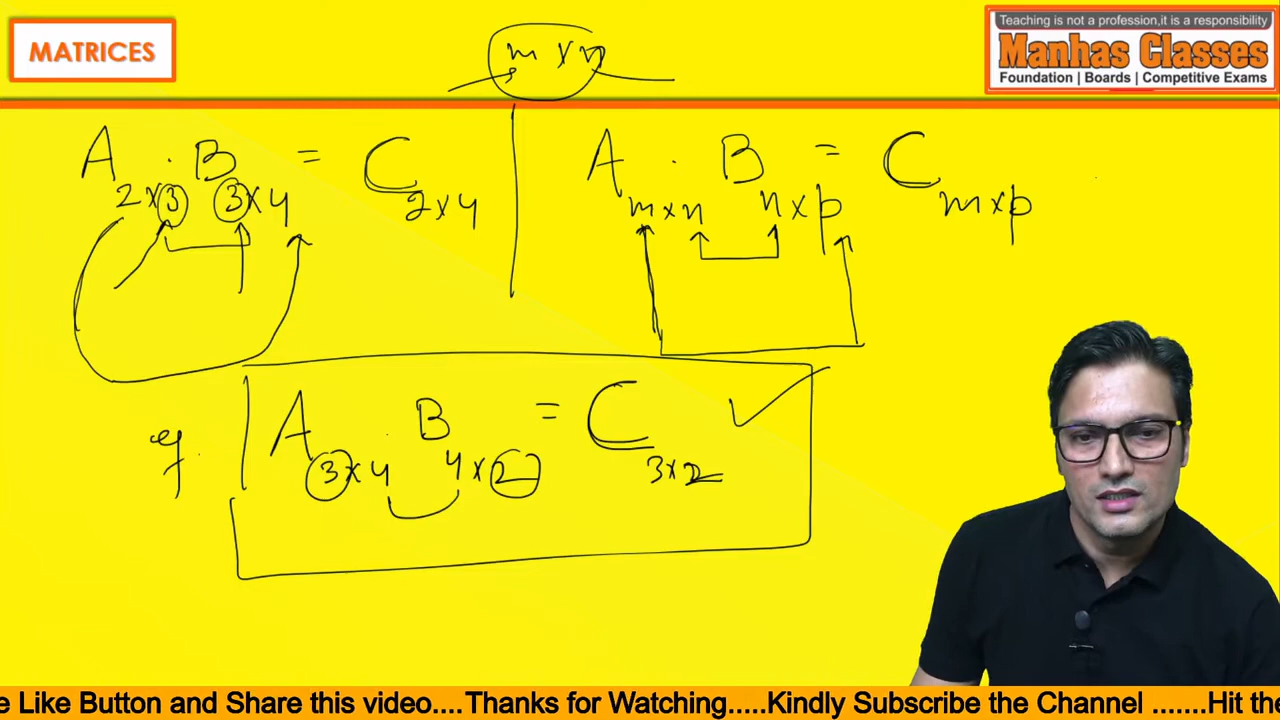 MATRICES
Teaching is not a profession,it is a responsibility
Manhas Classes
Foundation | Boards | Competitive Exams
m × n
A 2×3 . B 3×4 = C 2×4
A m×n . B n×p = C m×p
eg. A 3×4 . B 4×2 = C 3×2 ✓
e Like Button and Share this video....Thanks for Watching.....Kindly Subscribe the Channel .......Hit th